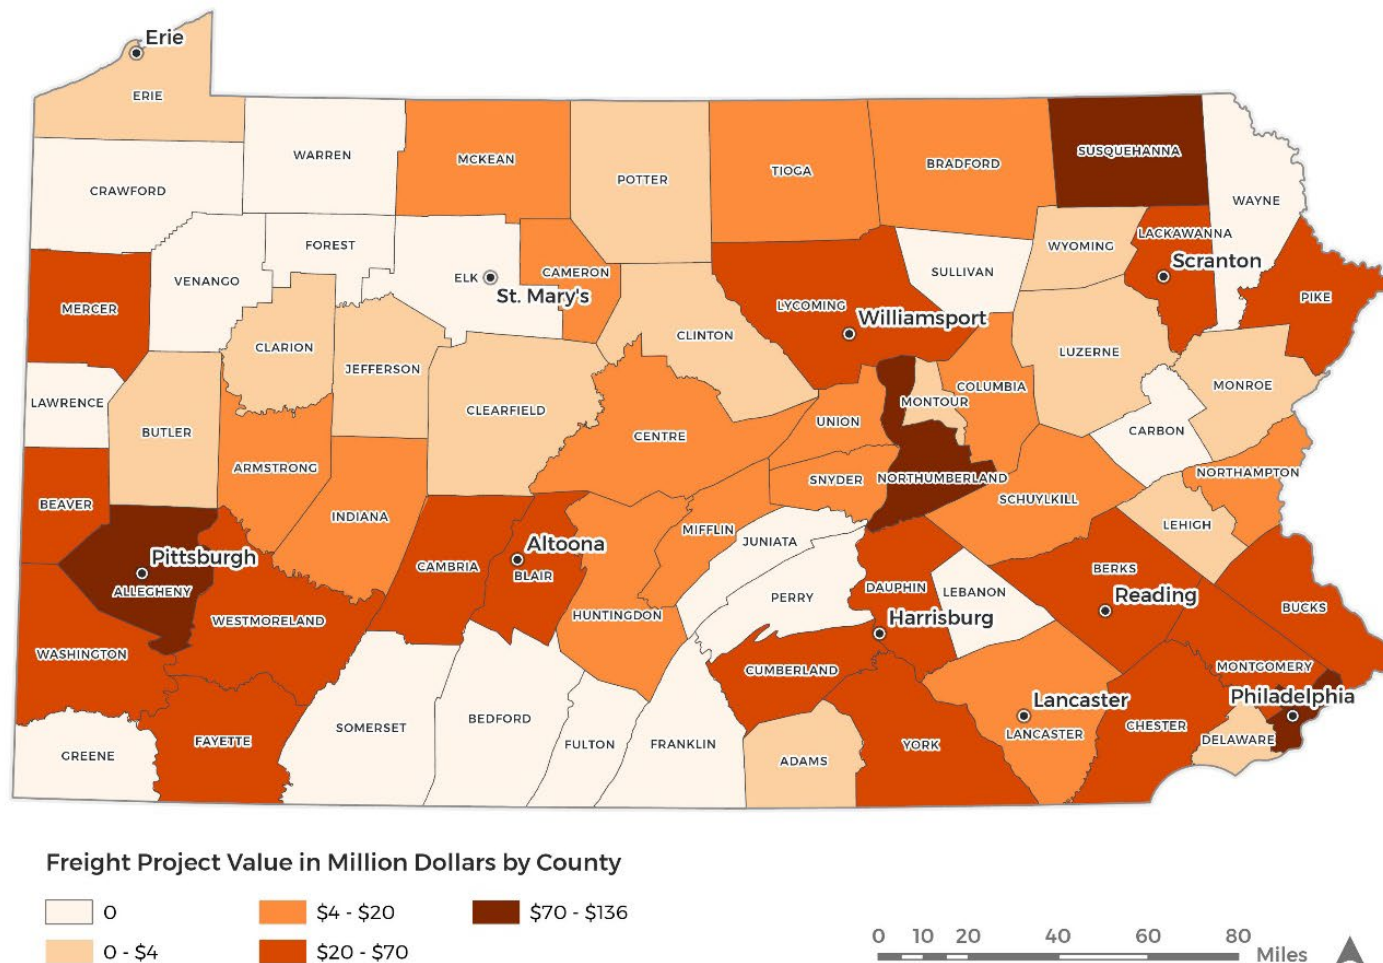 Erie
ERIE
WARREN
MCKEAN
POTTER
TIOGA
BRADFORD
SUSQUEHANNA
WAYNE
CRAWFORD
FOREST
VENANGO
ELK
St. Mary's
CAMERON
SULLIVAN
WYOMING
LACKAWANNA
Scranton
PIKE
MERCER
CLARION
JEFFERSON
CLINTON
LYCOMING
Williamsport
LUZERNE
MONROE
LAWRENCE
BUTLER
CLEARFIELD
CENTRE
UNION
MONTOUR
COLUMBIA
CARBON
BEAVER
ARMSTRONG
INDIANA
SNYDER
NORTHUMBERLAND
SCHUYLKILL
NORTHAMPTON
LEHIGH
Pittsburgh
ALLEGHENY
WESTMORELAND
CAMBRIA
Altoona
BLAIR
HUNTINGDON
MIFFLIN
JUNIATA
PERRY
DAUPHIN
Harrisburg
LEBANON
BERKS
Reading
BUCKS
WASHINGTON
CUMBERLAND
MONTGOMERY
Philadelphia
GREENE
FAYETTE
SOMERSET
BEDFORD
FULTON
FRANKLIN
ADAMS
YORK
Lancaster
LANCASTER
CHESTER
DELAWARE
Freight Project Value in Million Dollars by County
0
$4 - $20
$70 - $136
0 - $4
$20 - $70
0 10 20 40 60 80
Miles